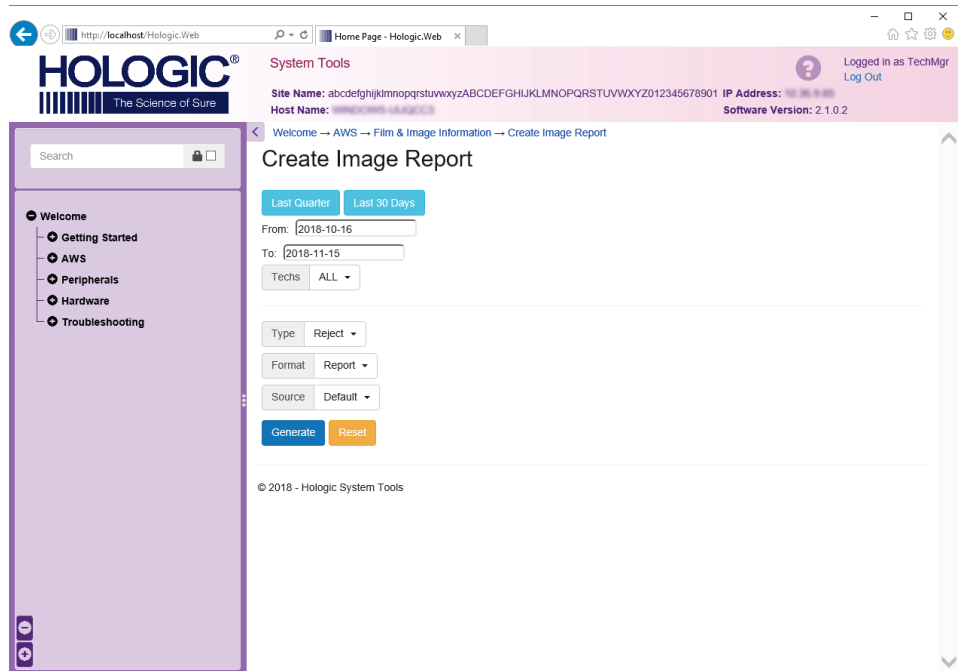 http://localhost/Hologic.Web
Home Page - Hologic.Web
HOLOGIC®
The Science of Sure
System Tools
Logged in as TechMgr
Log Out
Site Name: abcdefghijklmnopqrstuvwxyzABCDEFGHIJKLMNOPQRSTUVWXYZ012345678901 IP Address:
Host Name:
Software Version: 2.1.0.2
Search
Welcome
Getting Started
AWS
Peripherals
Hardware
Troubleshooting
Welcome → AWS → Film & Image Information → Create Image Report
Create Image Report
Last Quarter Last 30 Days
From: 2018-10-16
To: 2018-11-15
Techs ALL
Type Reject
Format Report
Source Default
Generate Reset
© 2018 - Hologic System Tools